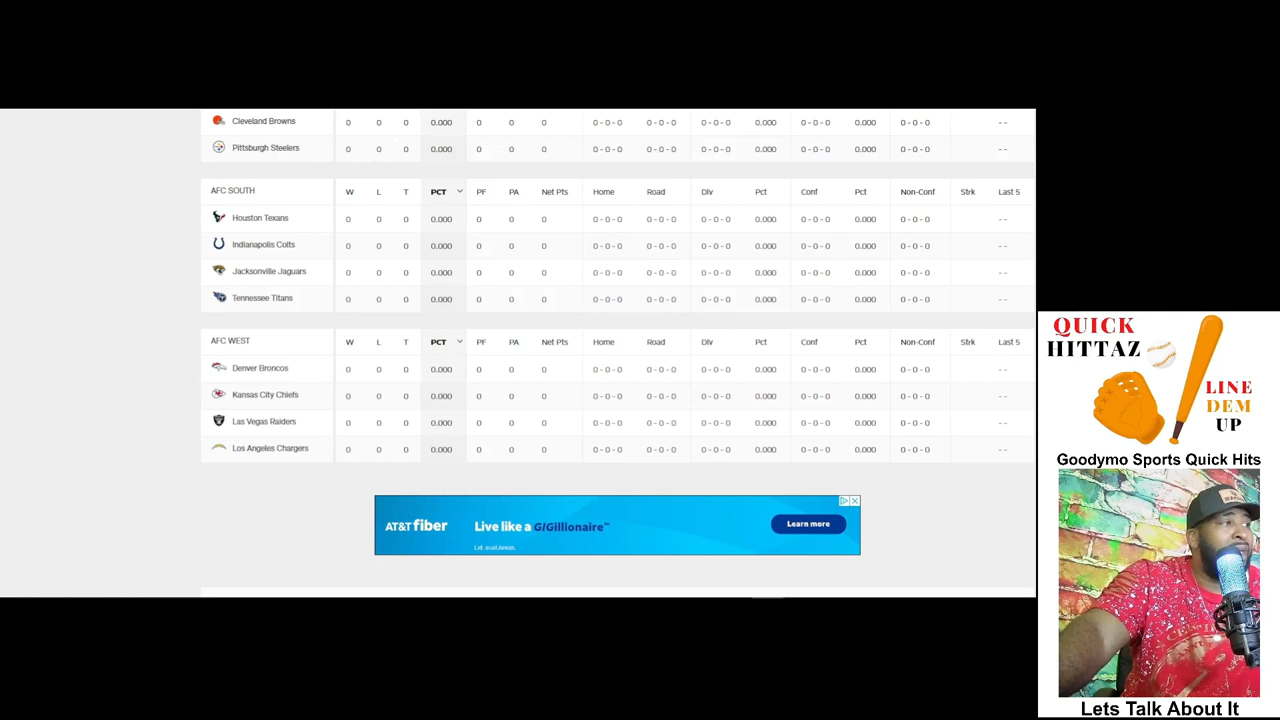 Cleveland Browns 0 0 0 0.000 0 0 0 0 - 0 - 0 0 - 0 - 0 0 - 0 - 0 0.000 0 - 0 - 0 0.000 0 - 0 - 0 - -
Pittsburgh Steelers 0 0 0 0.000 0 0 0 0 - 0 - 0 0 - 0 - 0 0 - 0 - 0 0.000 0 - 0 - 0 0.000 0 - 0 - 0 - -
AFC SOUTH W L T PCT PF PA Net Pts Home Road Div Pct Conf Pct Non-Conf Strk Last 5
Houston Texans 0 0 0 0.000 0 0 0 0 - 0 - 0 0 - 0 - 0 0 - 0 - 0 0.000 0 - 0 - 0 0.000 0 - 0 - 0 - -
Indianapolis Colts 0 0 0 0.000 0 0 0 0 - 0 - 0 0 - 0 - 0 0 - 0 - 0 0.000 0 - 0 - 0 0.000 0 - 0 - 0 - -
Jacksonville Jaguars 0 0 0 0.000 0 0 0 0 - 0 - 0 0 - 0 - 0 0 - 0 - 0 0.000 0 - 0 - 0 0.000 0 - 0 - 0 - -
Tennessee Titans 0 0 0 0.000 0 0 0 0 - 0 - 0 0 - 0 - 0 0 - 0 - 0 0.000 0 - 0 - 0 0.000 0 - 0 - 0 - -
AFC WEST W L T PCT PF PA Net Pts Home Road Div Pct Conf Pct Non-Conf Strk Last 5
Denver Broncos 0 0 0 0.000 0 0 0 0 - 0 - 0 0 - 0 - 0 0 - 0 - 0 0.000 0 - 0 - 0 0.000 0 - 0 - 0 - -
Kansas City Chiefs 0 0 0 0.000 0 0 0 0 - 0 - 0 0 - 0 - 0 0 - 0 - 0 0.000 0 - 0 - 0 0.000 0 - 0 - 0 - -
Las Vegas Raiders 0 0 0 0.000 0 0 0 0 - 0 - 0 0 - 0 - 0 0 - 0 - 0 0.000 0 - 0 - 0 0.000 0 - 0 - 0 - -
Los Angeles Chargers 0 0 0 0.000 0 0 0 0 - 0 - 0 0 - 0 - 0 0 - 0 - 0 0.000 0 - 0 - 0 0.000 0 - 0 - 0 - -
AT&T fiber Live like a GIGillionaire™ Learn more
Ltd. avail./areas.
QUICK
HITTAZ
LINE
DEM
UP
Goodymo Sports Quick Hits
Lets Talk About It